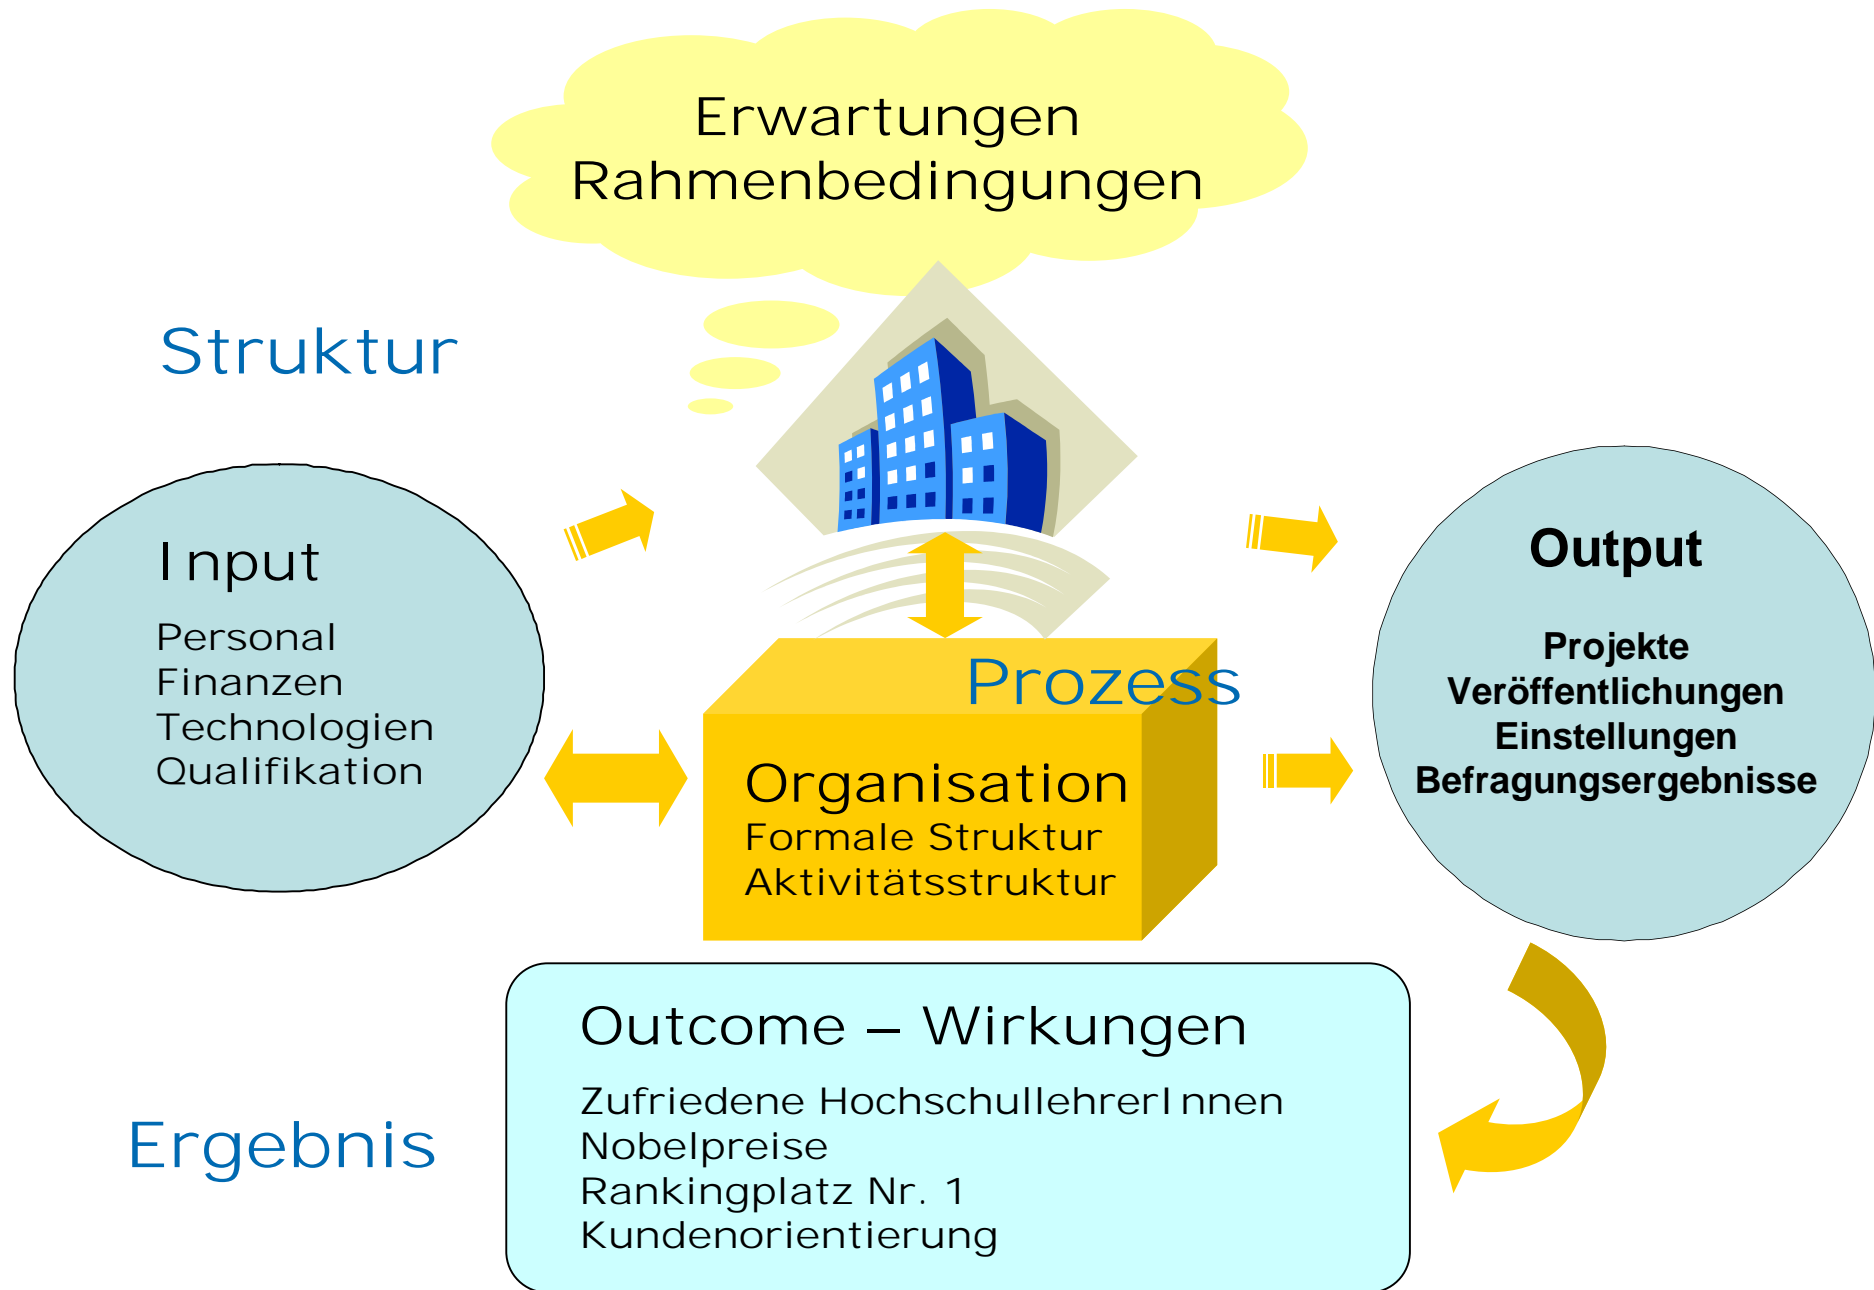 Erwartungen
Rahmenbedingungen
Struktur
Input
Personal
Finanzen
Technologien
Qualifikation
Prozess
Organisation
Formale Struktur
Aktivitätsstruktur
Output
Projekte
Veröffentlichungen
Einstellungen
Befragungsergebnisse
Ergebnis
Outcome – Wirkungen
Zufriedene HochschullehrerInnen
Nobelpreise
Rankingplatz Nr. 1
Kundenorientierung